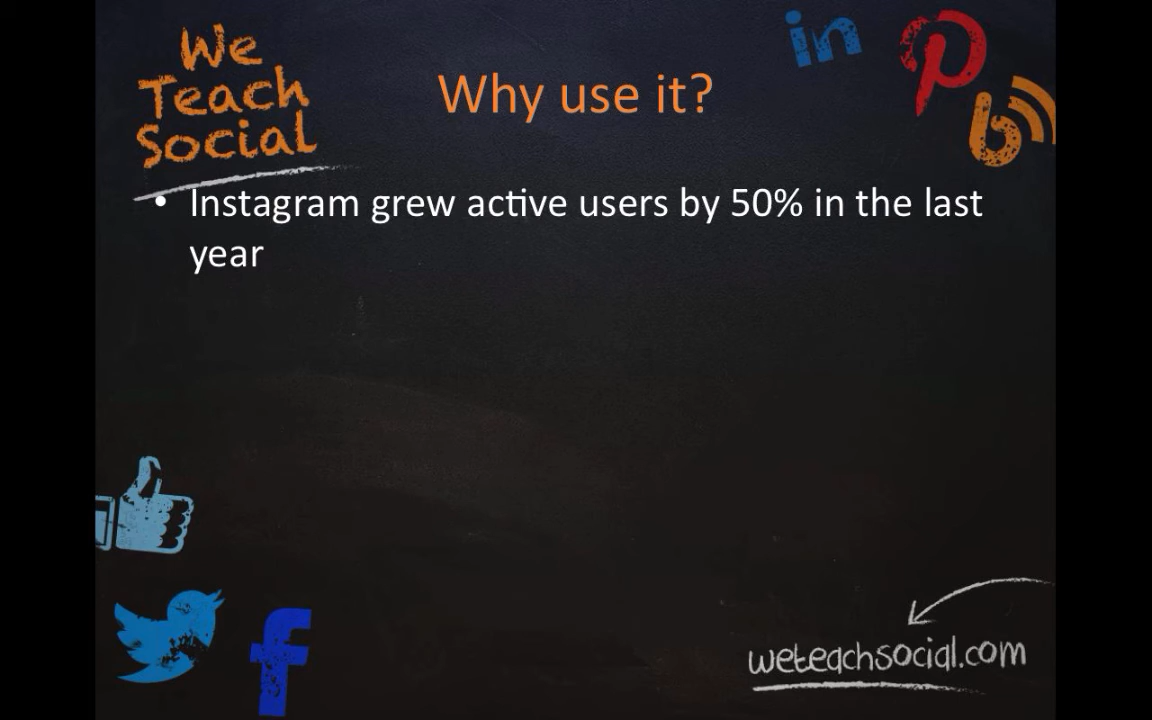 We
Teach
Social
Why use it?
in
• Instagram grew active users by 50% in the last
year
weteachsocial.com